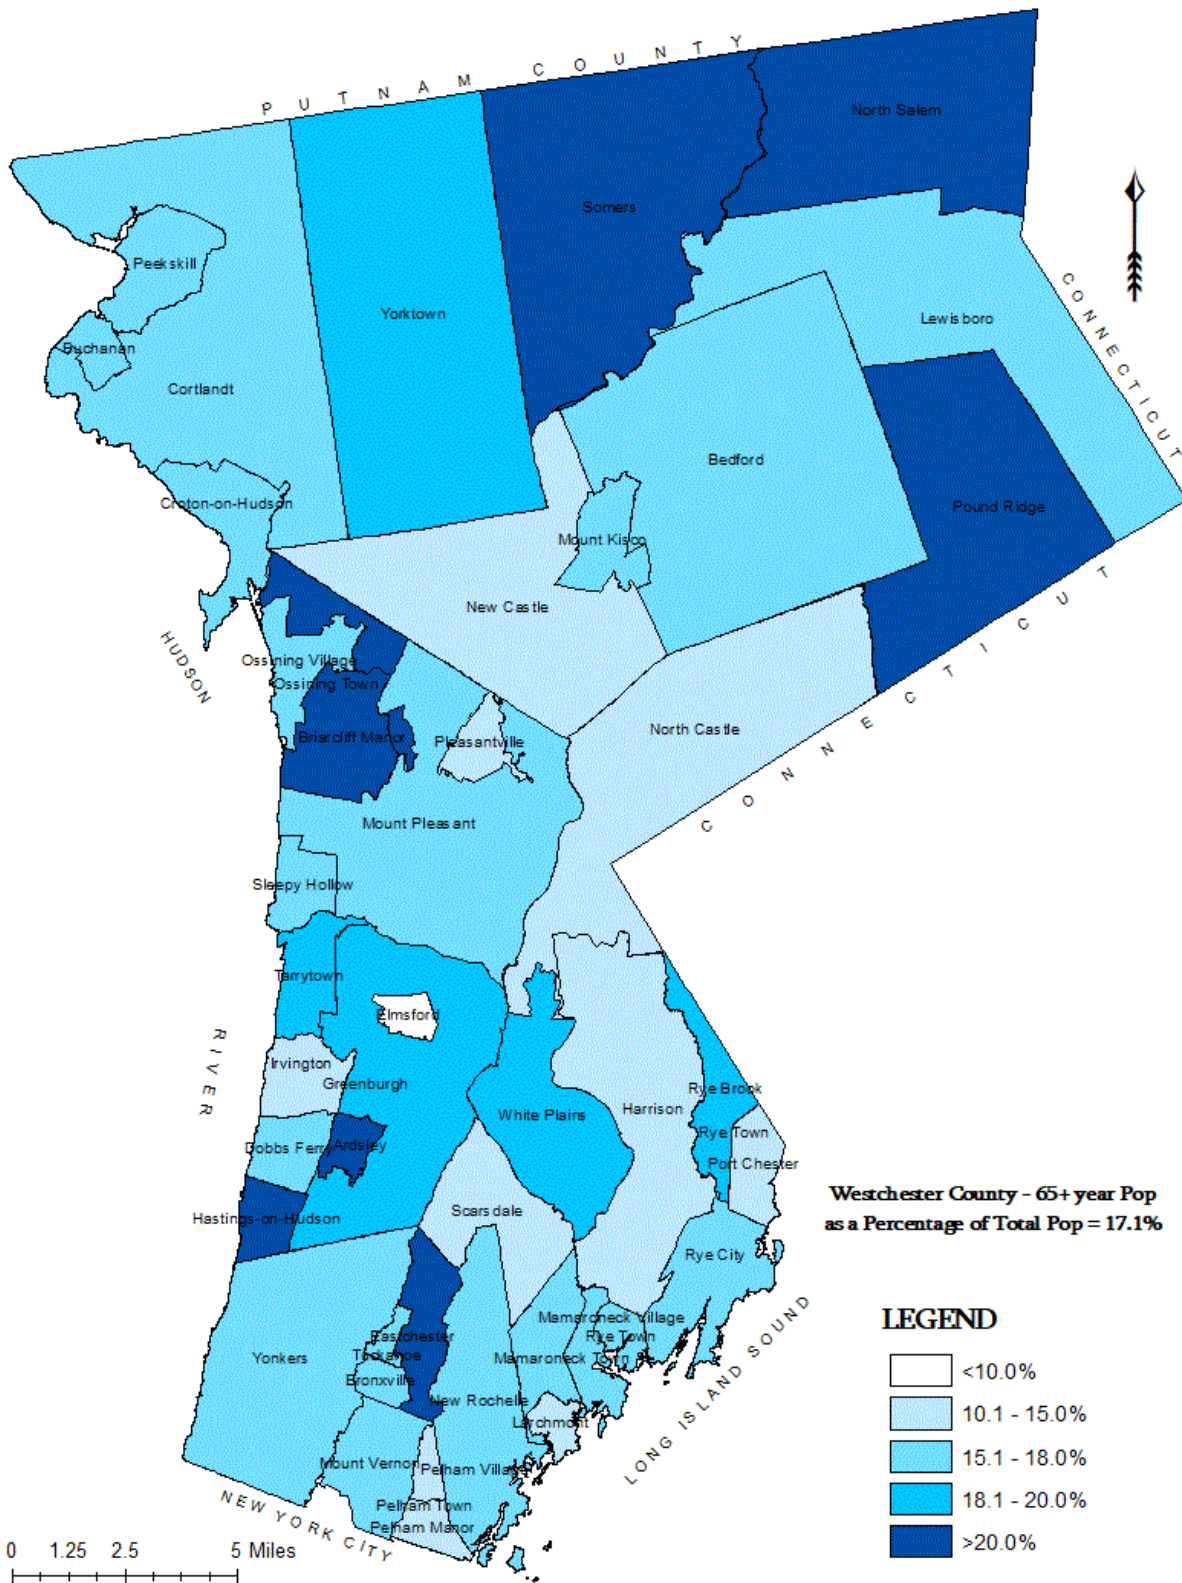 PUTNAM COUNTY
North Salem
Somers
Peekskill
Yorktown
Lewisboro
CONNECTICUT
Buchanan
Cortlandt
Bedford
Croton-on-Hudson
Pound Ridge
Mount Kisco
New Castle
CONNECTICUT
HUDSON
Ossining Village
Ossining Town
North Castle
Briarcliff Manor
Pleasantville
Mount Pleasant
Sleepy Hollow
Tarrytown
Elmsford
RIVER
Irvington
Greenburgh
Rye Brook
White Plains
Harrison
Rye Town
Dobbs Ferry
Ardsley
Port Chester
Westchester County - 65+ year Pop
as a Percentage of Total Pop = 17.1%
Hastings-on-Hudson
Scarsdale
Rye City
Mamaroneck Village
Eastchester
Rye Town
Tuckahoe
Yonkers
Mamaroneck Town
Bronxville
New Rochelle
LONG ISLAND SOUND
Larchmont
Mount Vernon
Pelham Village
Pelham Town
Pelham Manor
NEW YORK CITY
LEGEND
<10.0%
10.1 - 15.0%
15.1 - 18.0%
18.1 - 20.0%
>20.0%
0 1.25 2.5 5 Miles